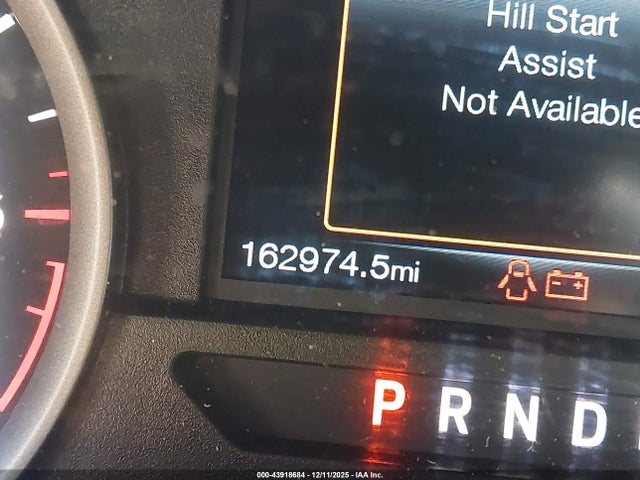 Hill Start
Assist
Not Available
162974.5mi
P R N D
000-43918684 - 12/11/2025 - IAA Inc.